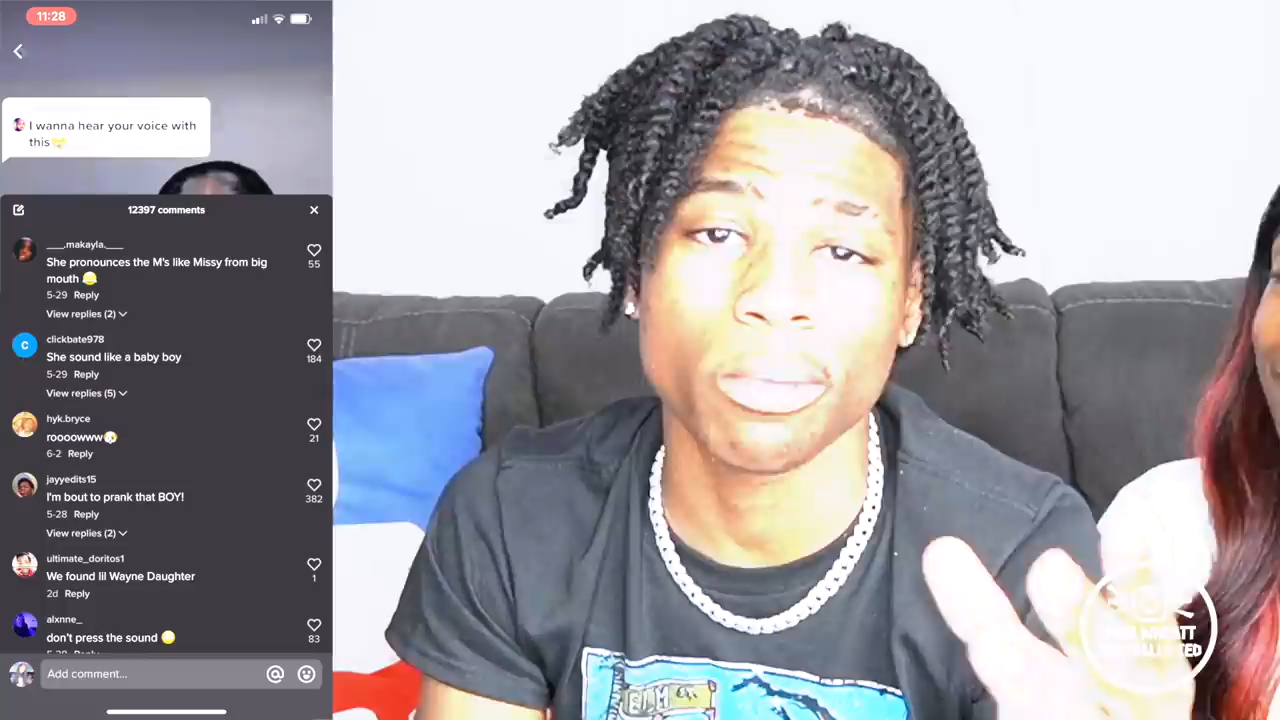 11:28
I wanna hear your voice with
this
12397 comments
___.makayla.___
She pronounces the M's like Missy from big
mouth
55
5-29 Reply
View replies (2)
clickbate978
C
She sound like a baby boy
184
5-29 Reply
View replies (5)
hyk.bryce
roooowww
21
6-2 Reply
jayyedits15
I'm bout to prank that BOY!
382
5-28 Reply
View replies (2)
ultimate_doritos1
We found lil Wayne Daughter
1
2d Reply
alxnne_
don't press the sound
83
5-28 Reply
Add comment...
ELM